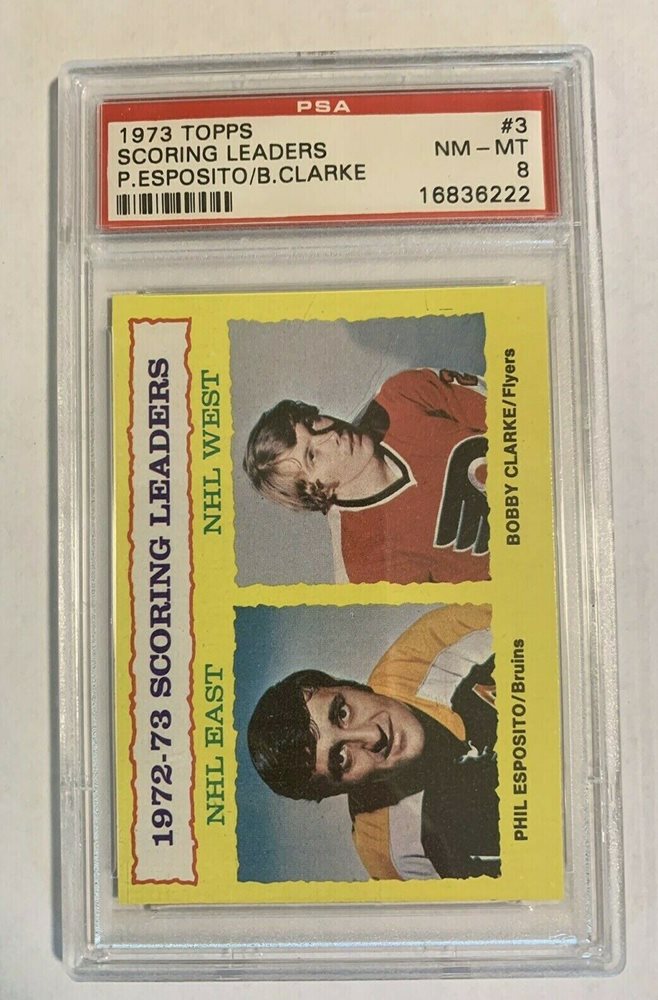 PSA
1973 TOPPS #3
SCORING LEADERS NM - MT
P.ESPOSITO/B.CLARKE 8
16836222
1972-73 SCORING LEADERS
NHL EAST NHL WEST
PHIL ESPOSITO/Bruins BOBBY CLARKE/Flyers